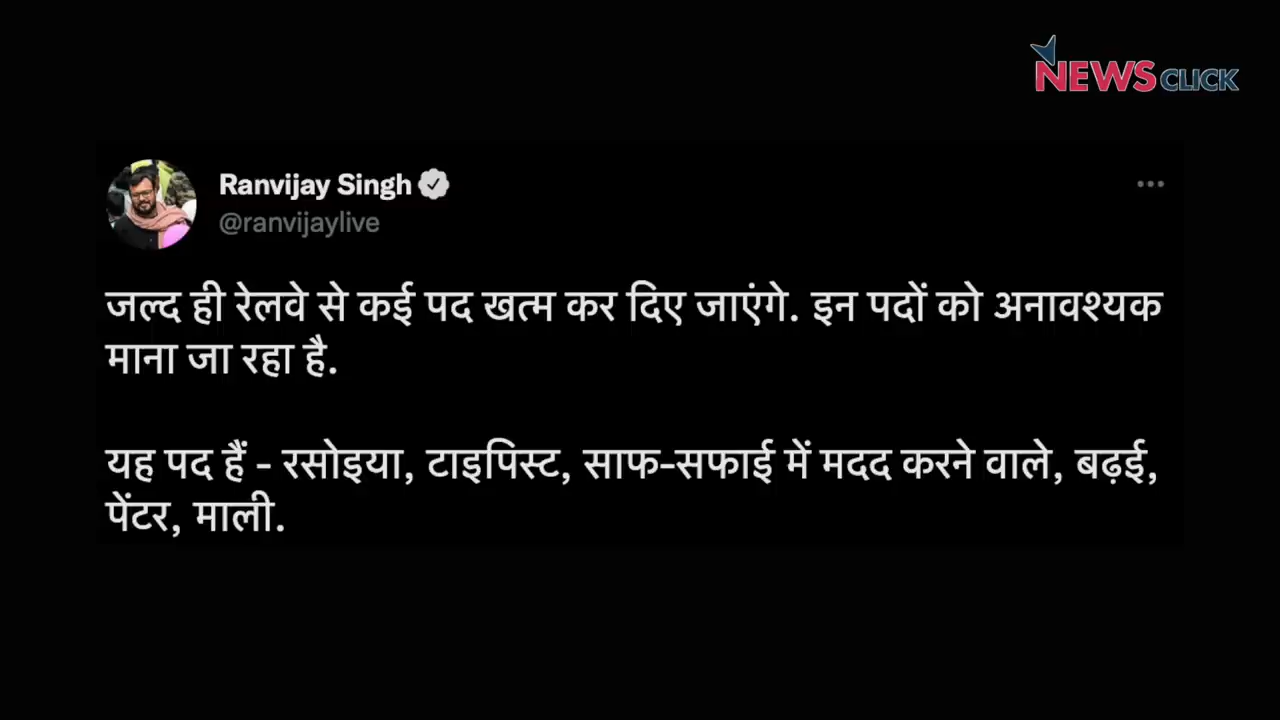 NEWSCLICK
Ranvijay Singh
@ranvijaylive
जल्द ही रेलवे से कई पद खत्म कर दिए जाएंगे. इन पदों को अनावश्यक
माना जा रहा है.
यह पद हैं - रसोइया, टाइपिस्ट, साफ-सफाई में मदद करने वाले, बढ़ई,
पेंटर, माली.